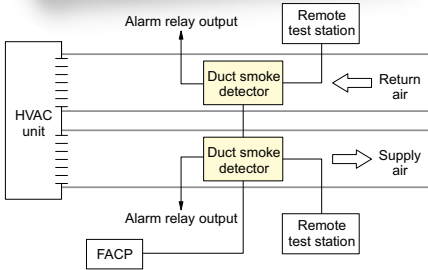 Alarm relay output
Remote
test station
Duct smoke
detector
Return
air
HVAC
unit
Duct smoke
detector
Supply
air
Alarm relay output
Remote
test station
FACP